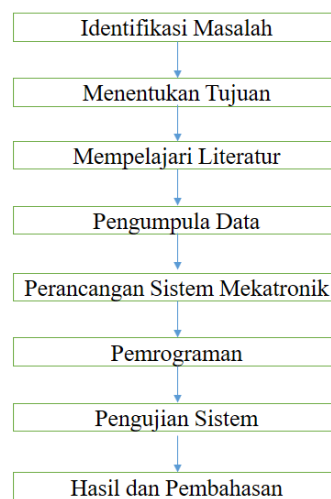 Identifikasi Masalah
Menentukan Tujuan
Mempelajari Literatur
Pengumpula Data
Perancangan Sistem Mekatronik
Pemrograman
Pengujian Sistem
Hasil dan Pembahasan